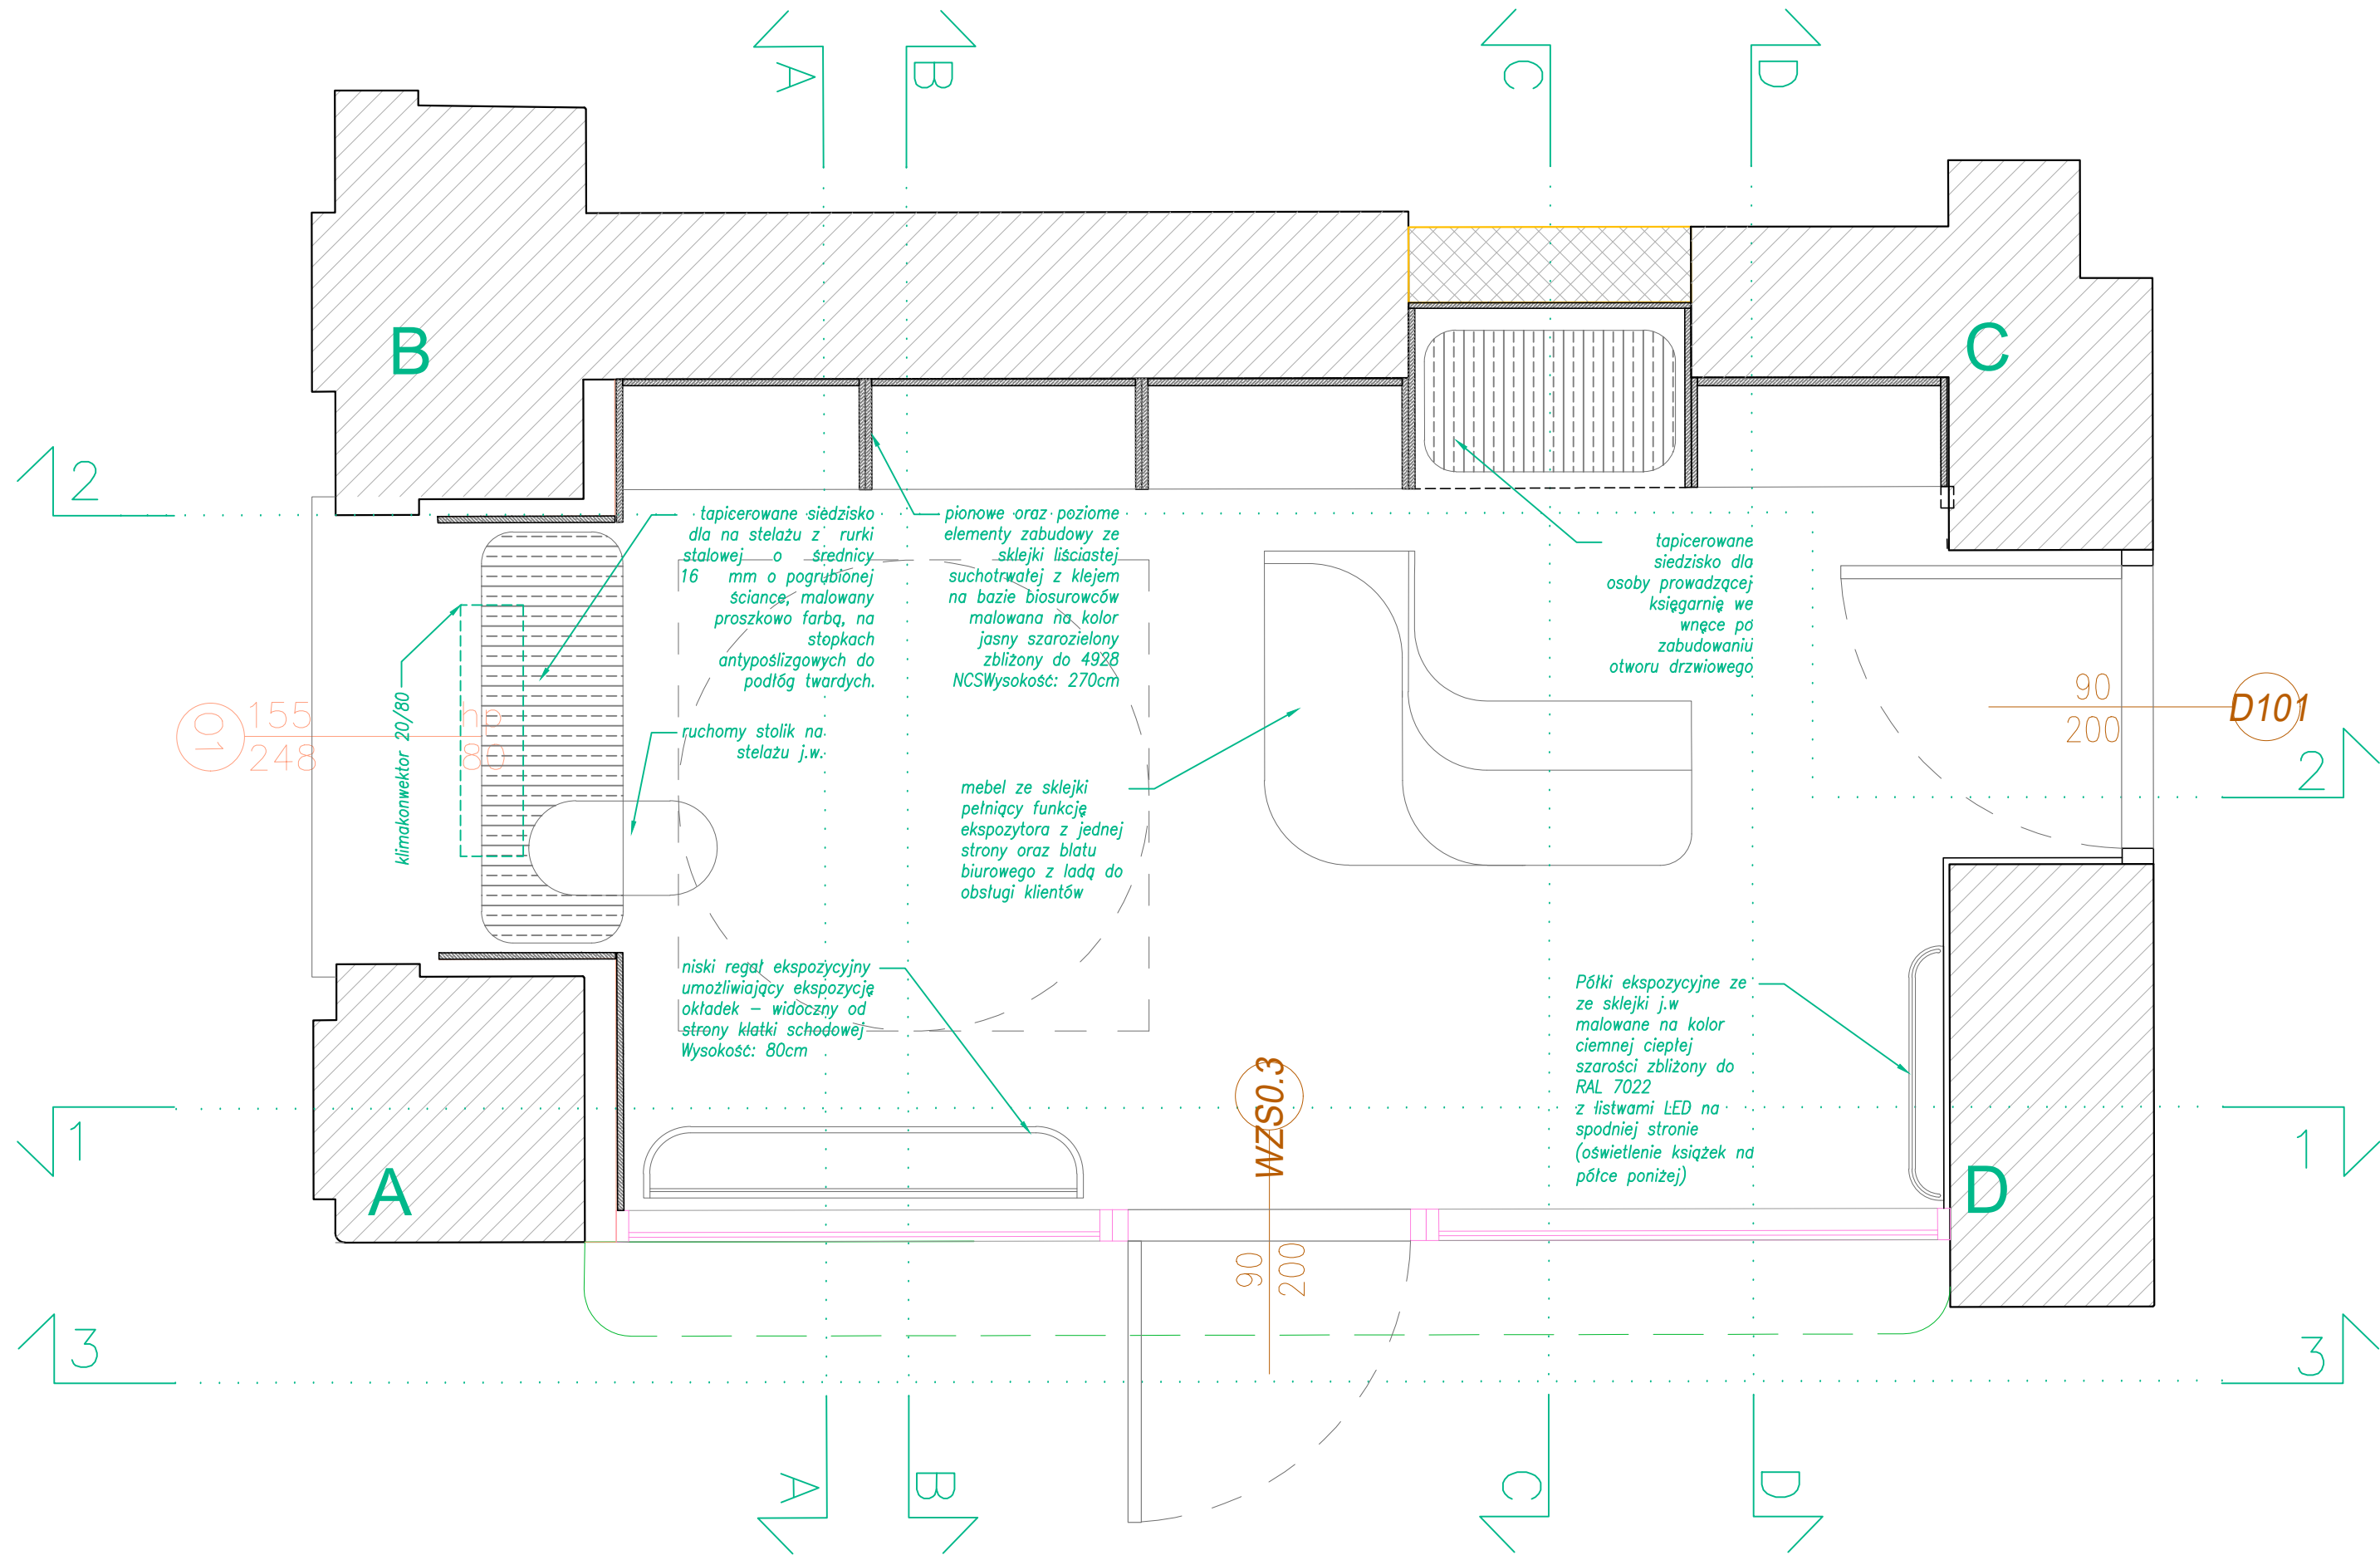 A
B
C
D
B
C
2
tapicerowane siedzisko
dla na stelażu z rurki
stalowej o średnicy
16 mm o pogrubionej
ściance, malowany
proszkowo farbą, na
stopkach
antypoślizgowych do
podłóg twardych.
pionowe oraz poziome
elementy zabudowy ze
sklejki liściastej
suchotrwałej z klejem
na bazie biosurowców
malowana na kolor
jasny szarozielony
zbliżony do 4928
NCSWysokość: 270cm
tapicerowane
siedzisko dla
osoby prowadzącej
księgarnię we
wnęce po
zabudowaniu
otworu drzwiowego
90
200
D101
O1
155
248
hp
80
klimakonwektor 20/80
ruchomy stolik na
stelażu j.w.
2
mebel ze sklejki
pełniący funkcję
ekspozytora z jednej
strony oraz blatu
biurowego z ladą do
obsługi klientów
niski regał ekspozycyjny
umożliwiający ekspozycję
okładek – widoczny od
strony klatki schodowej
Wysokość: 80cm
Półki ekspozycyjne ze
ze sklejki j.w
malowane na kolor
ciemnej ciepłej
szarości zbliżony do
RAL 7022
z listwami LED na
spodniej stronie
(oświetlenie książek na
półce poniżej)
WZS0.3
90
200
1
1
A
D
3
3
A
B
C
D